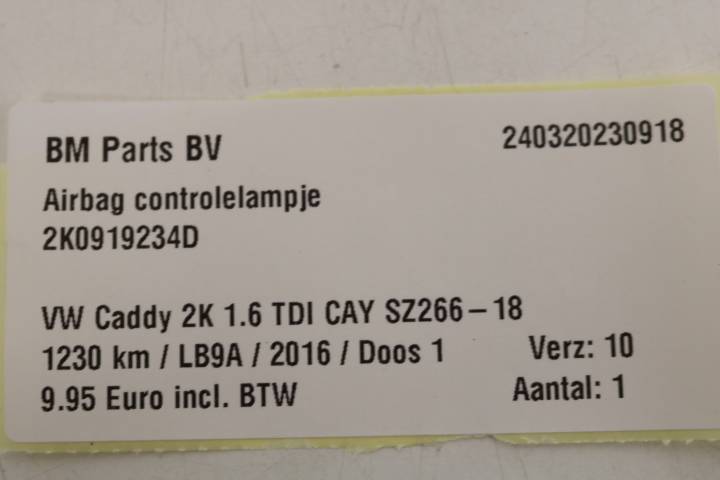 BM Parts BV 240320230918
Airbag controlelampje
2K0919234D
VW Caddy 2K 1.6 TDI CAY SZ266-18
1230 km / LB9A / 2016 / Doos 1 Verz: 10
9.95 Euro incl. BTW Aantal: 1